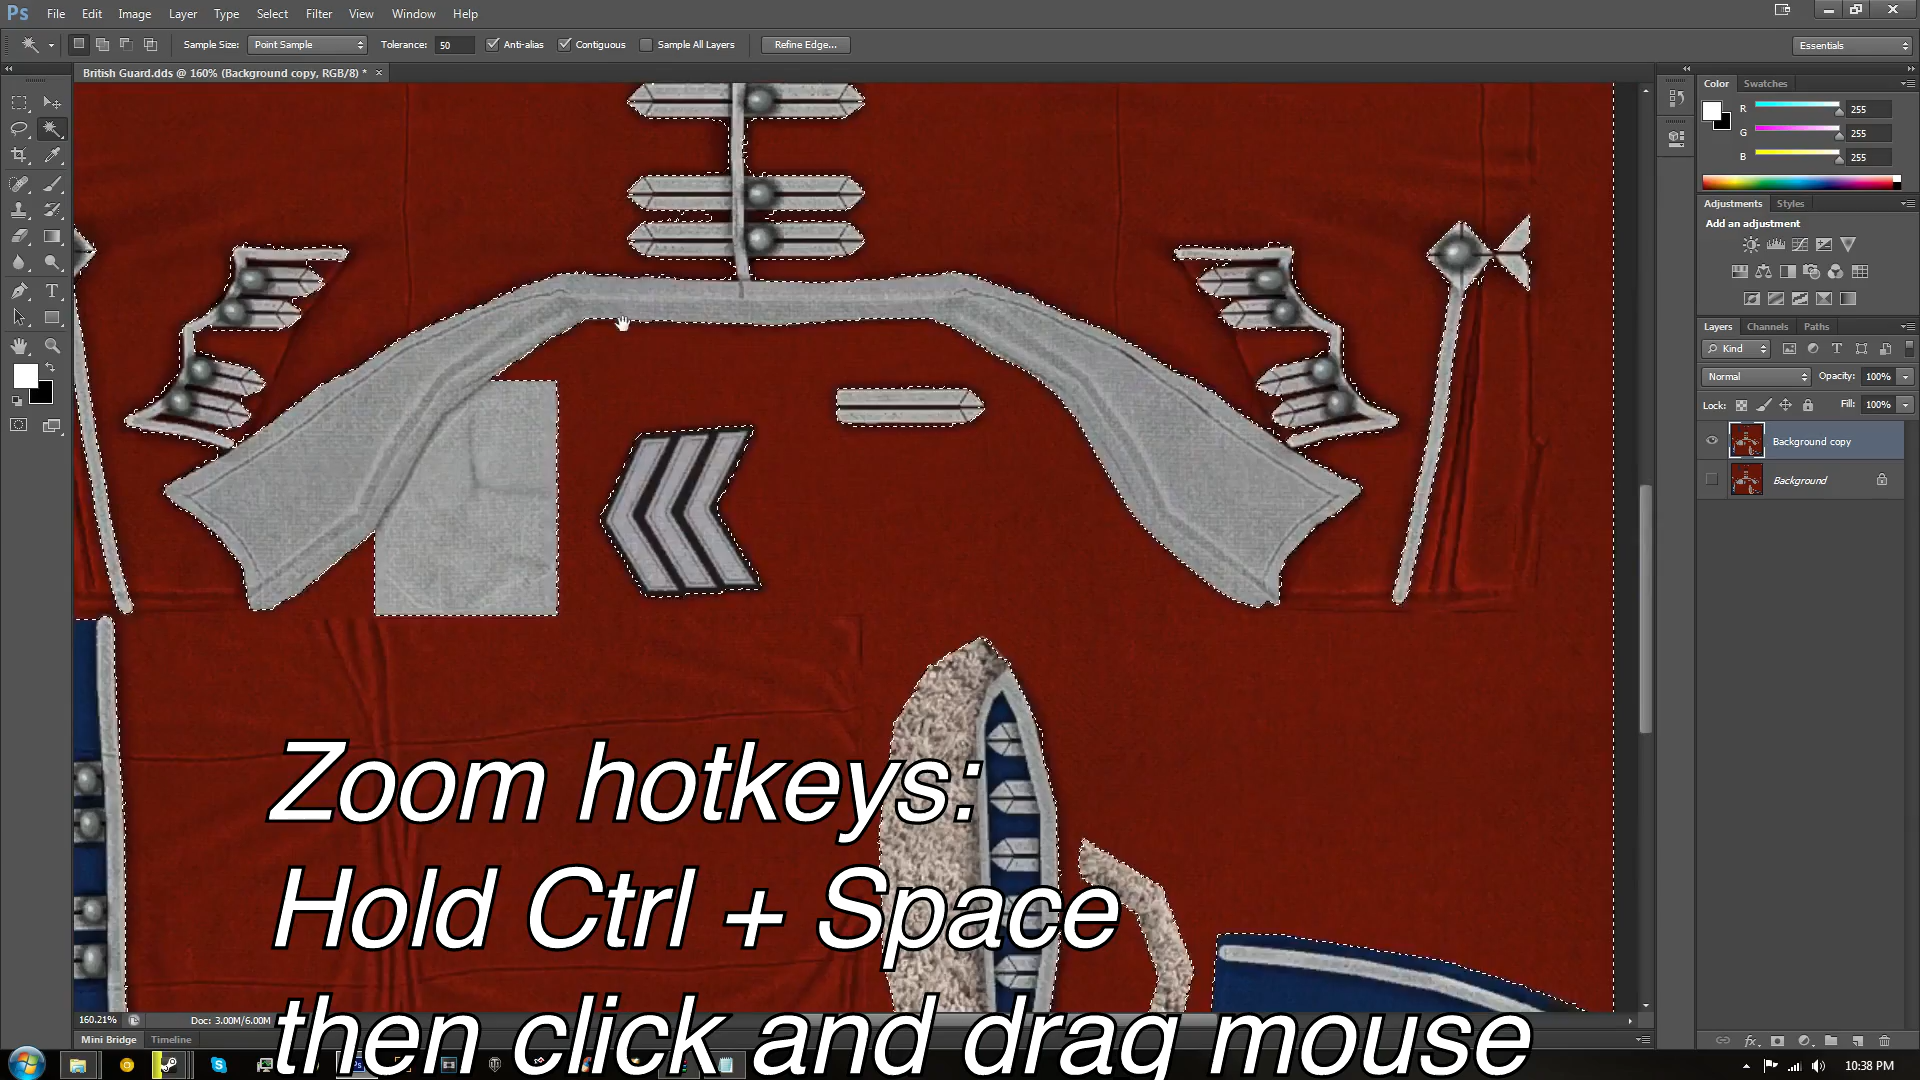 Ps File Edit Image Layer Type Select Filter 3D View Window Help
Sample Size: Point Sample Tolerance: 50 Anti-alias Contiguous Sample All Layers Refine Edge... Essentials
British Guard.dds @ 160% (Background copy, RGB/8) * ×
Color Swatches
R 255
G 255
B 255
Adjustments Styles
Add an adjustment
Layers Channels Paths
Kind
Normal Opacity: 100%
Lock: Fill: 100%
Background copy
Background
Zoom hotkeys:
Hold Ctrl + Space
then click and drag mouse
160.21% Doc: 3.00M/6.00M
Mini Bridge Timeline
10:38 PM